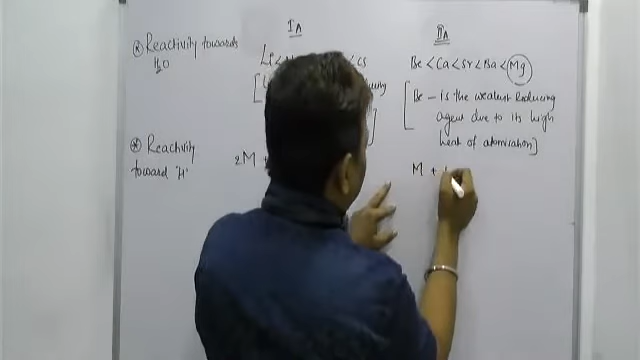 IA
IIA
⊛ Reactivity towards
H₂O
Li <
< Cs
Be < Ca < Sr < Ba < Mg
[Be – is the weakest reducing
agent due to its high
heat of atomisation]
⊛ Reactivity
toward 'H'
2M +
M +